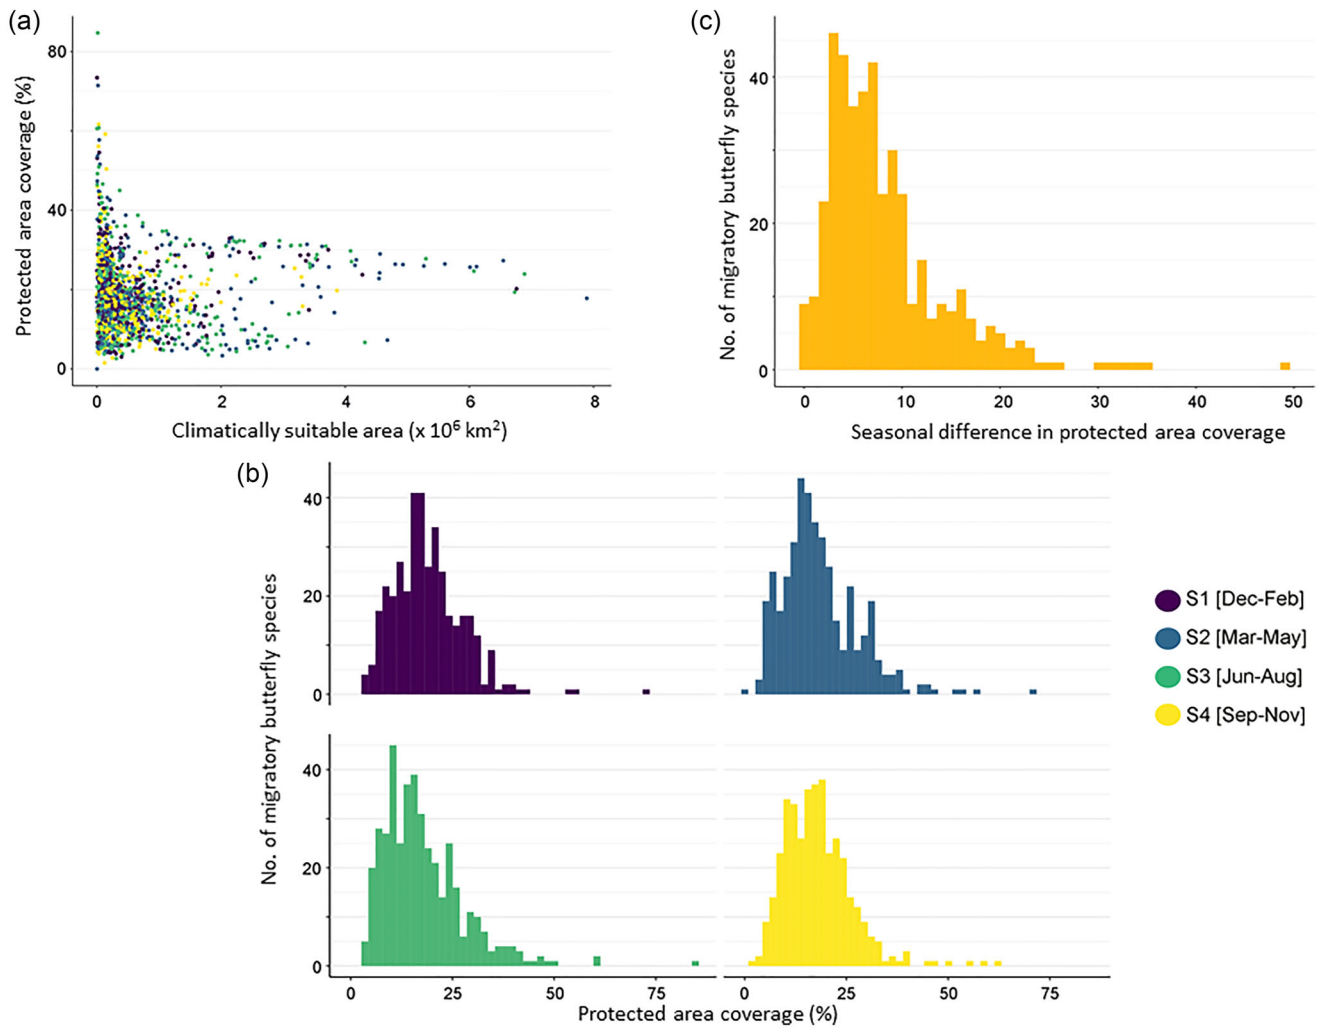 (a)
Protected area coverage (%)
80
40
0
0 2 4 6 8
Climatically suitable area (x 10⁶ km²)
(c)
No. of migratory butterfly species
40
20
0
0 10 20 30 40 50
Seasonal difference in protected area coverage
(b)
No. of migratory butterfly species
40
20
0
40
20
0
0 25 50 75
0 25 50 75
Protected area coverage (%)
S1 [Dec-Feb]
S2 [Mar-May]
S3 [Jun-Aug]
S4 [Sep-Nov]